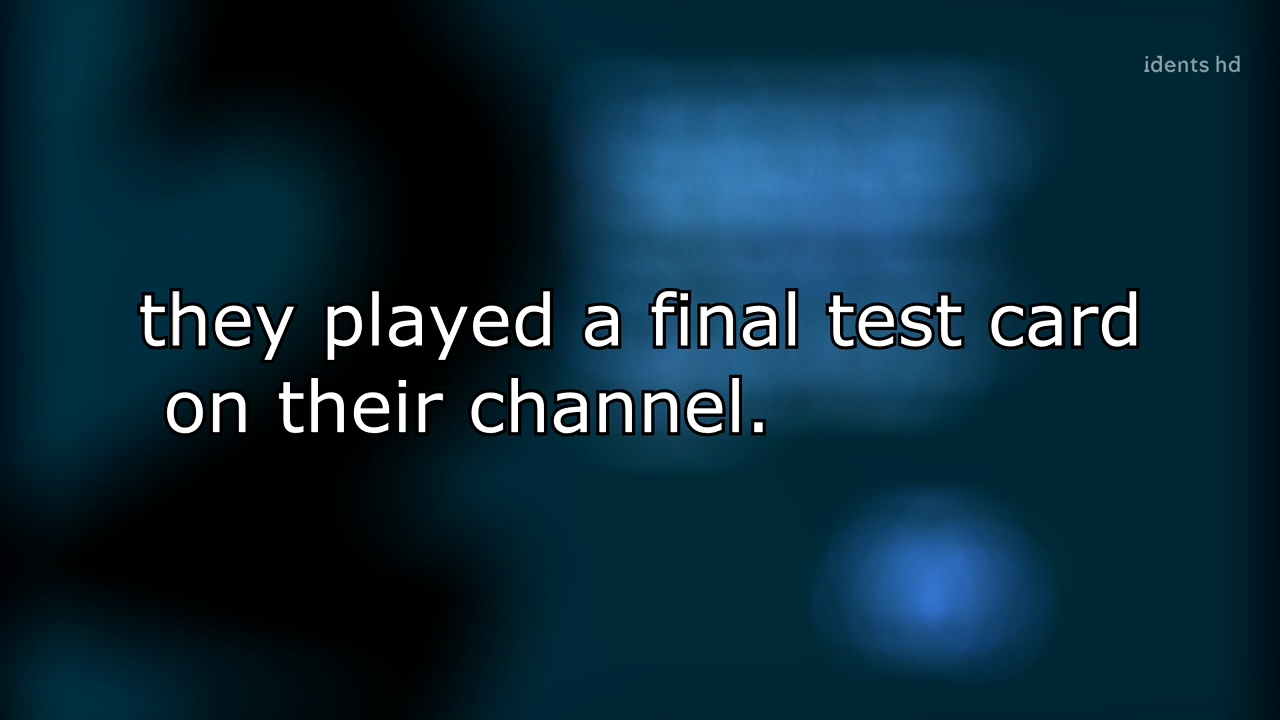 idents hd
they played a final test card
on their channel.